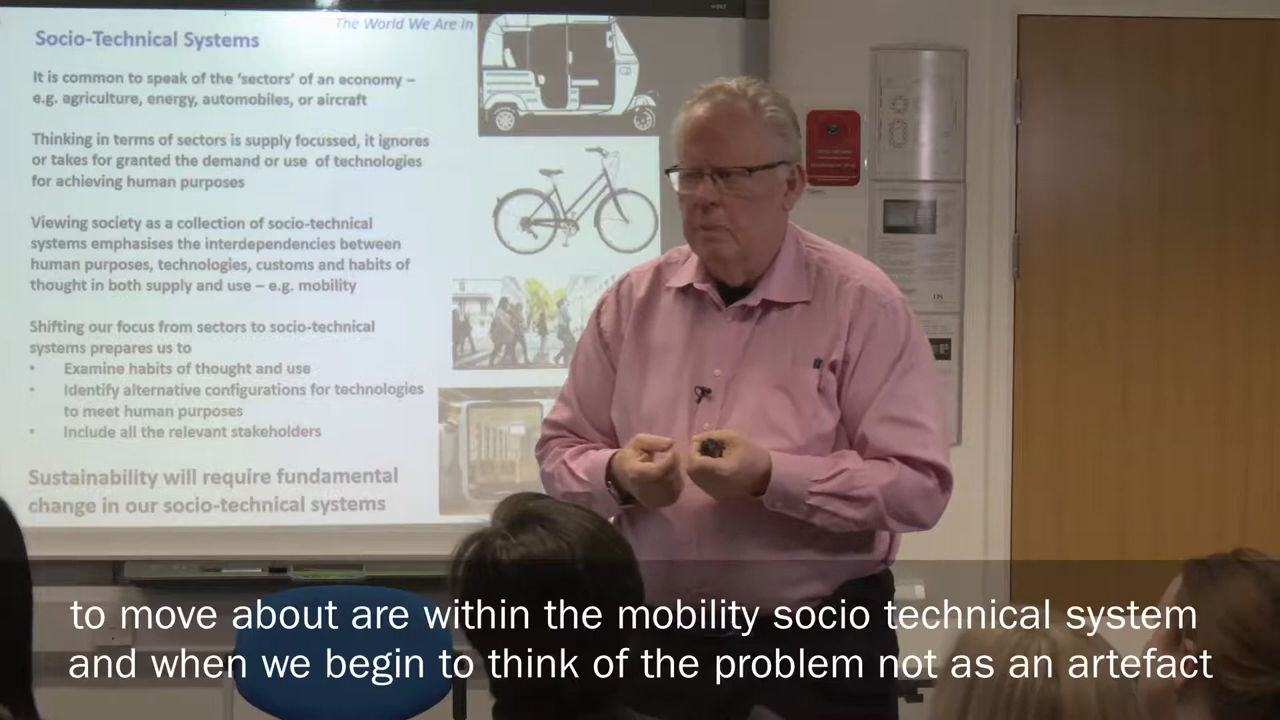 The World We Are In
Socio-Technical Systems
It is common to speak of the ‘sectors’ of an economy –
e.g. agriculture, energy, automobiles, or aircraft
Thinking in terms of sectors is supply focussed, it ignores
or takes for granted the demand or use of technologies
for achieving human purposes
Viewing society as a collection of socio-technical
systems emphasises the interdependencies between
human purposes, technologies, customs and habits of
thought in both supply and use – e.g. mobility
Shifting our focus from sectors to socio-technical
systems prepares us to
• Examine habits of thought and use
• Identify alternative configurations for technologies
to meet human purposes
• Include all the relevant stakeholders
Sustainability will require fundamental
change in our socio-technical systems
to move about are within the mobility socio technical system
and when we begin to think of the problem not as an artefact